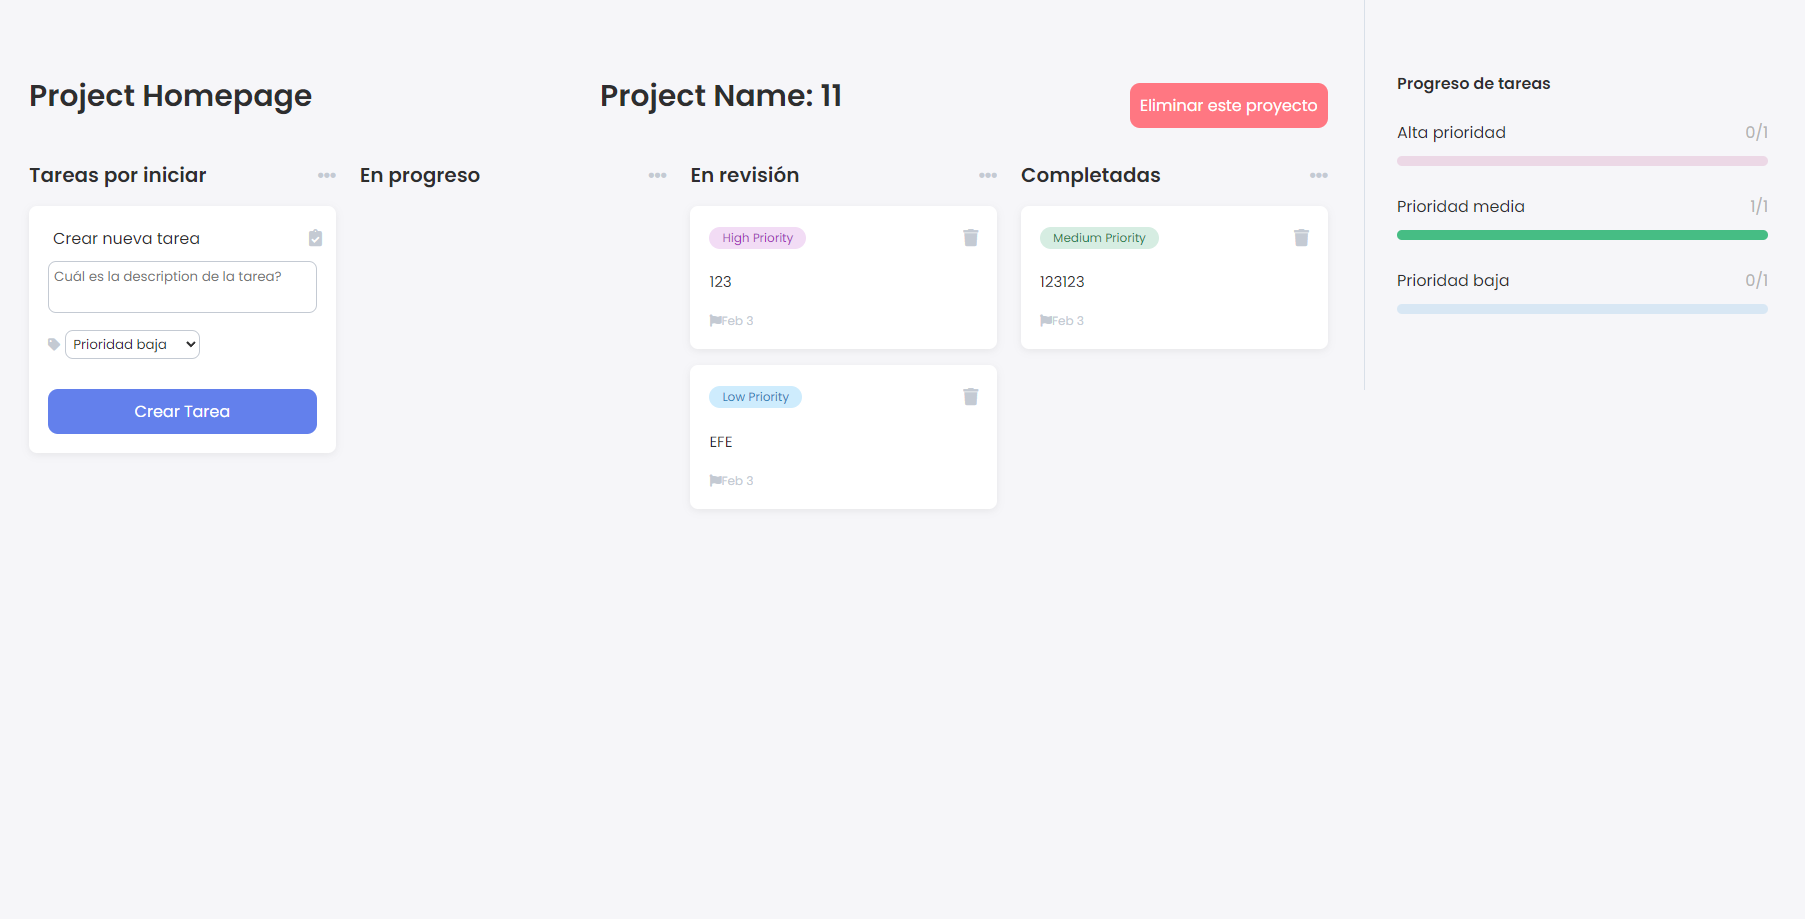 Project Homepage
Project Name: 11
Eliminar este proyecto
Tareas por iniciar
Crear nueva tarea
Cuál es la description de la tarea?
Prioridad baja
Crear Tarea
En progreso
En revisión
High Priority
123
Feb 3
Low Priority
EFE
Feb 3
Completadas
Medium Priority
123123
Feb 3
Progreso de tareas
Alta prioridad 0/1
Prioridad media 1/1
Prioridad baja 0/1